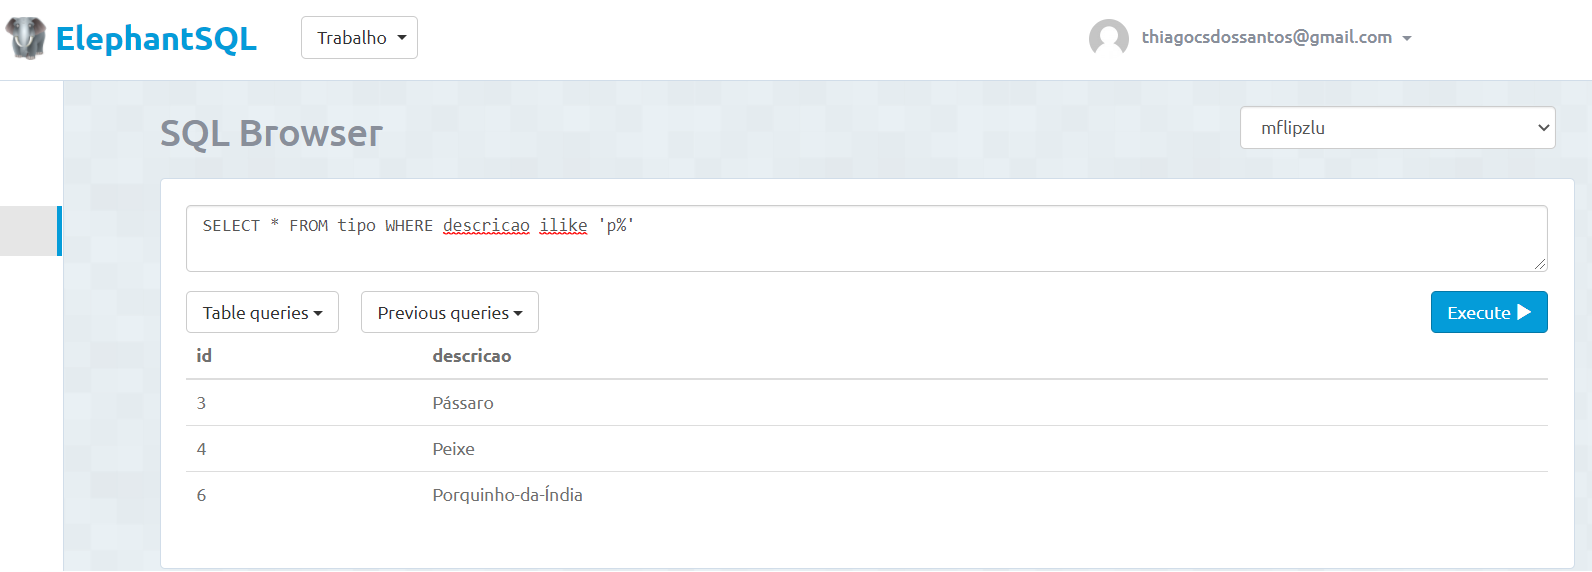 ElephantSQL
Trabalho
thiagocsdossantos@gmail.com
SQL Browser
mflipzlu
SELECT * FROM tipo WHERE descricao ilike 'p%'
Table queries
Previous queries
Execute
id descricao
3 Pássaro
4 Peixe
6 Porquinho-da-Índia